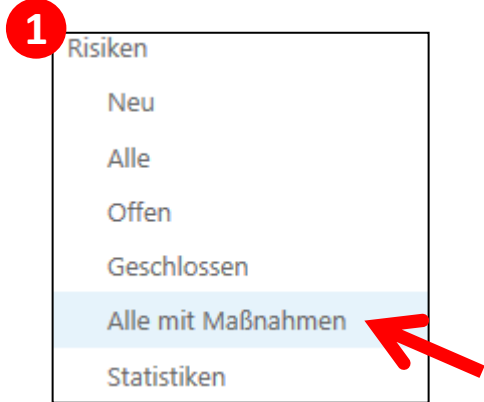 1
Risiken
Neu
Alle
Offen
Geschlossen
Alle mit Maßnahmen
Statistiken